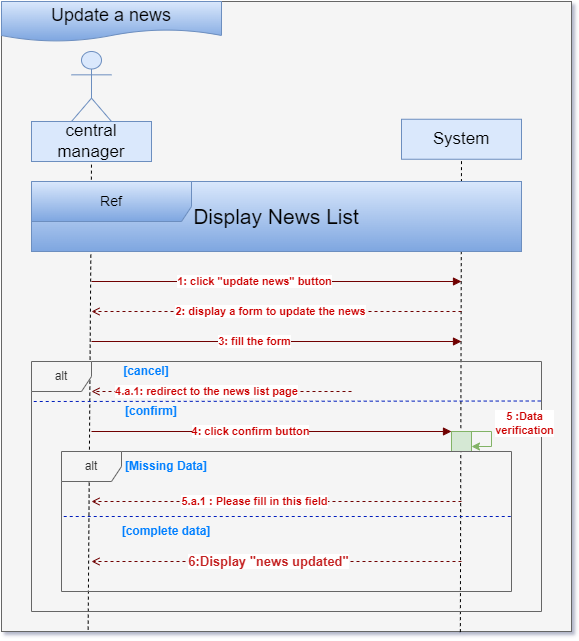 Update a news
central
manager
System
Ref
Display News List
1: click "update news" button
2: display a form to update the news
3: fill the form
alt
[cancel]
4.a.1: redirect to the news list page
[confirm]
5 :Data
verification
4: click confirm button
alt
[Missing Data]
5.a.1 : Please fill in this field
[complete data]
6:Display "news updated"